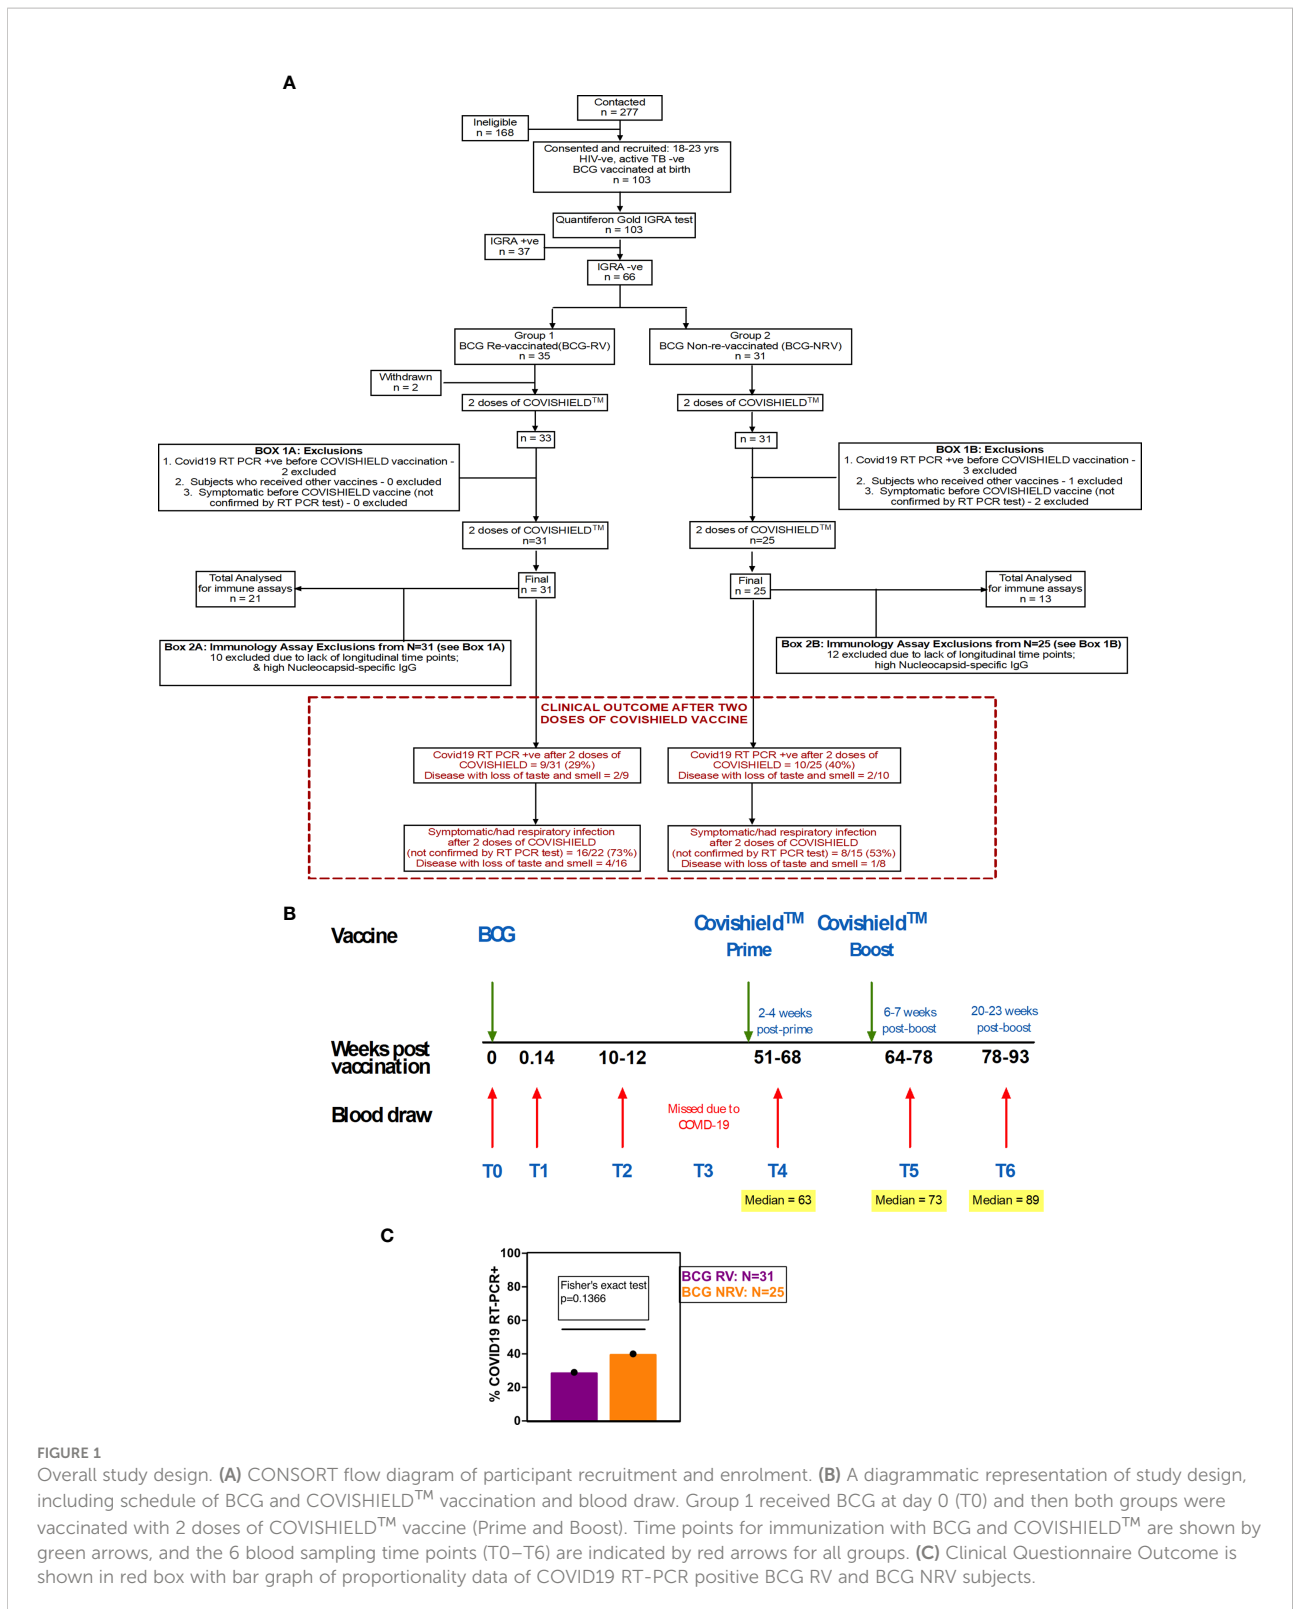 A
Contacted
n = 277
Ineligible
n = 168
Consented and recruited: 18-23 yrs
HIV-ve, active TB -ve
BCG vaccinated at birth
n = 103
Quantiferon Gold IGRA test
n = 103
IGRA +ve
n = 37
IGRA -ve
n = 66
Group 1
BCG Re-vaccinated(BCG-RV)
n = 35
Group 2
BCG Non-re-vaccinated (BCG-NRV)
n = 31
Withdrawn
n = 2
2 doses of COVISHIELD™
2 doses of COVISHIELD™
n = 33
n = 31
BOX 1A: Exclusions
1. Covid19 RT PCR +ve before COVISHIELD vaccination -
2 excluded
2. Subjects who received other vaccines - 0 excluded
3. Symptomatic before COVISHIELD vaccine (not
confirmed by RT PCR test) - 0 excluded
BOX 1B: Exclusions
1. Covid19 RT PCR +ve before COVISHIELD vaccination -
3 excluded
2. Subjects who received other vaccines - 1 excluded
3. Symptomatic before COVISHIELD vaccine (not
confirmed by RT PCR test) - 2 excluded
2 doses of COVISHIELD™
n=31
2 doses of COVISHIELD™
n=25
Total Analysed
for immune assays
n = 21
Final
n = 31
Final
n = 25
Total Analysed
for immune assays
n = 13
Box 2A: Immunology Assay Exclusions from N=31 (see Box 1A)
10 excluded due to lack of longitudinal time points;
& high Nucleocapsid-specific IgG
Box 2B: Immunology Assay Exclusions from N=25 (see Box 1B)
12 excluded due to lack of longitudinal time points;
high Nucleocapsid-specific IgG
CLINICAL OUTCOME AFTER TWO
DOSES OF COVISHIELD VACCINE
Covid19 RT PCR +ve after 2 doses of
COVISHIELD = 9/31 (29%)
Disease with loss of taste and smell = 2/9
Covid19 RT PCR +ve after 2 doses of
COVISHIELD = 10/25 (40%)
Disease with loss of taste and smell = 2/10
Symptomatic/had respiratory infection
after 2 doses of COVISHIELD
(not confirmed by RT PCR test) = 16/22 (73%)
Disease with loss of taste and smell = 4/16
Symptomatic/had respiratory infection
after 2 doses of COVISHIELD
(not confirmed by RT PCR test) = 8/15 (53%)
Disease with loss of taste and smell = 1/8
B
Vaccine
BCG
Covishield™
Prime
Covishield™
Boost
2-4 weeks
post-prime
6-7 weeks
post-boost
20-23 weeks
post-boost
Weeks post
vaccination
0 0.14 10-12 51-68 64-78 78-93
Blood draw
Missed due to
COVID-19
T0 T1 T2 T3 T4 T5 T6
Median = 63 Median = 73 Median = 89
C
% COVID19 RT-PCR+
100
80
60
40
20
0
Fisher's exact test
p=0.1366
BCG RV: N=31
BCG NRV: N=25
FIGURE 1
Overall study design. (A) CONSORT flow diagram of participant recruitment and enrolment. (B) A diagrammatic representation of study design,
including schedule of BCG and COVISHIELD™ vaccination and blood draw. Group 1 received BCG at day 0 (T0) and then both groups were
vaccinated with 2 doses of COVISHIELD™ vaccine (Prime and Boost). Time points for immunization with BCG and COVISHIELD™ are shown by
green arrows, and the 6 blood sampling time points (T0–T6) are indicated by red arrows for all groups. (C) Clinical Questionnaire Outcome is
shown in red box with bar graph of proportionality data of COVID19 RT-PCR positive BCG RV and BCG NRV subjects.